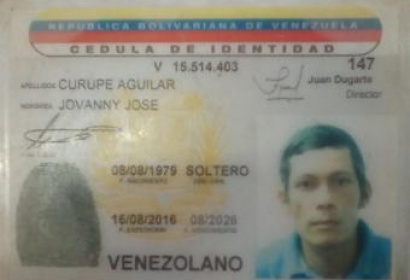 REPUBLICA BOLIVARIANA DE VENEZUELA
CEDULA DE IDENTIDAD
V 15.514.403 147
APELLIDOS CURUPE AGUILAR Juan Dugarte
Director
NOMBRES JOVANNY JOSE
08/08/1979 SOLTERO
F. NACIMIENTO EDO. CIVIL
16/08/2016 08/2026
F. EXPEDICION F. VENCIMIENTO
VENEZOLANO